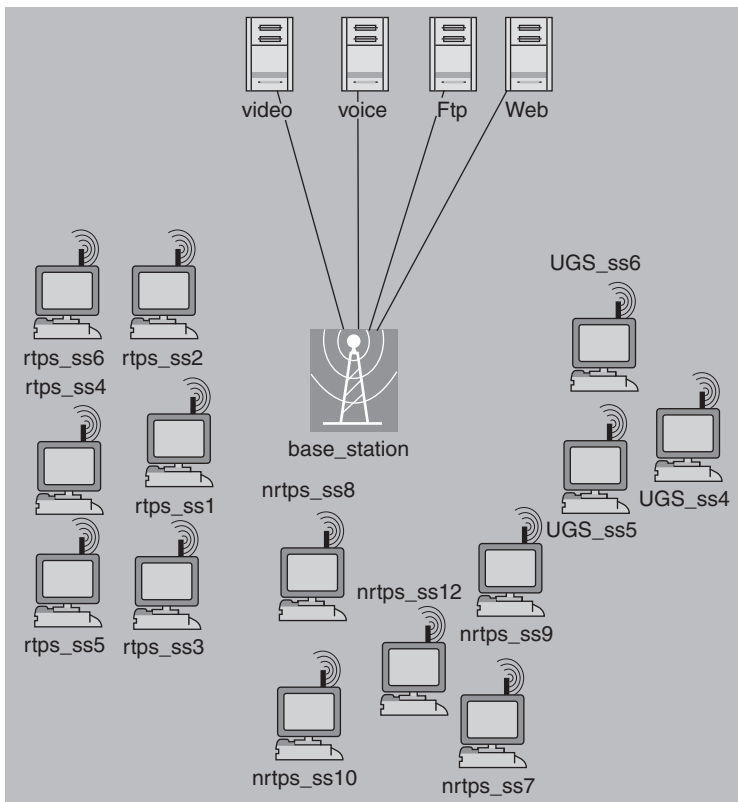 video voice Ftp Web
UGS_ss6
rtps_ss6 rtps_ss2
rtps_ss4
base_station
nrtps_ss8
rtps_ss1
UGS_ss4
UGS_ss5
nrtps_ss12
nrtps_ss9
rtps_ss5 rtps_ss3
nrtps_ss10
nrtps_ss7